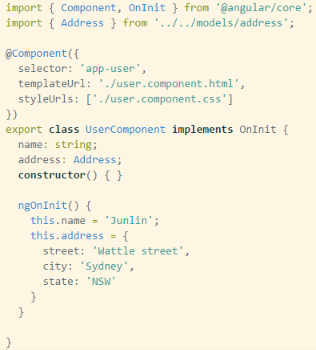 import { Component, OnInit } from '@angular/core';
import { Address } from '../../models/address';

@Component({
  selector: 'app-user',
  templateUrl: './user.component.html',
  styleUrls: ['./user.component.css']
})
export class UserComponent implements OnInit {
  name: string;
  address: Address;
  constructor() { }

  ngOnInit() {
    this.name = 'Junlin';
    this.address = {
      street: 'Wattle street',
      city: 'Sydney',
      state: 'NSW'
    }
  }

}